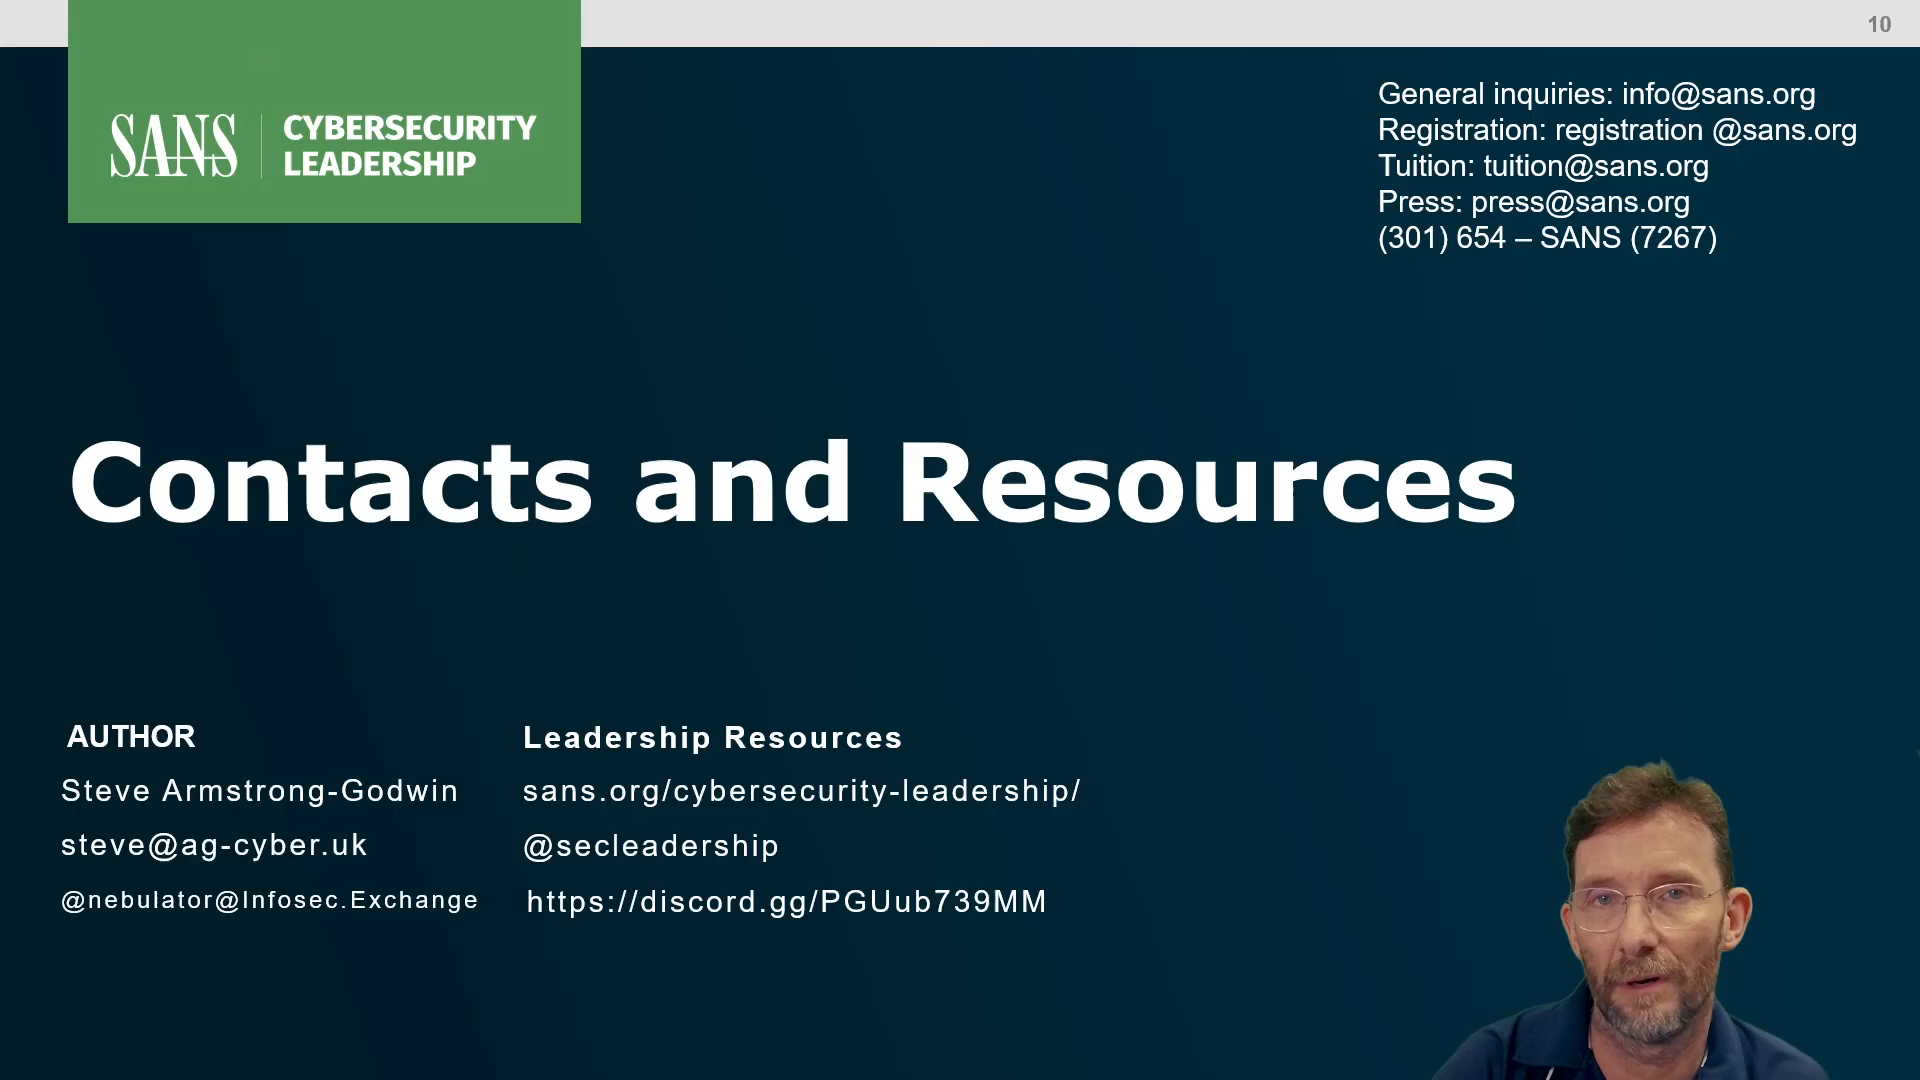 10
SANS | CYBERSECURITY
LEADERSHIP
General inquiries: info@sans.org
Registration: registration @sans.org
Tuition: tuition@sans.org
Press: press@sans.org
(301) 654 – SANS (7267)
Contacts and Resources
AUTHOR
Steve Armstrong-Godwin
steve@ag-cyber.uk
@nebulator@Infosec.Exchange
Leadership Resources
sans.org/cybersecurity-leadership/
@secleadership
https://discord.gg/PGUub739MM